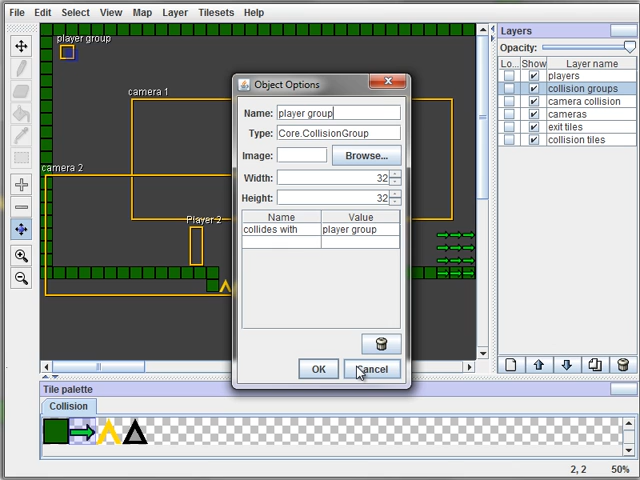 File Edit Select View Map Layer Tilesets Help
player group
camera 1
camera 2
Player 2
Object Options
Name: player group
Type: Core.CollisionGroup
Image: Browse...
Width: 32
Height: 32
Name Value
collides with player group
OK Cancel
Layers
Opacity:
Lo... Show Layer name
players
collision groups
camera collision
cameras
exit tiles
collision tiles
Tile palette
Collision
2, 2 50%